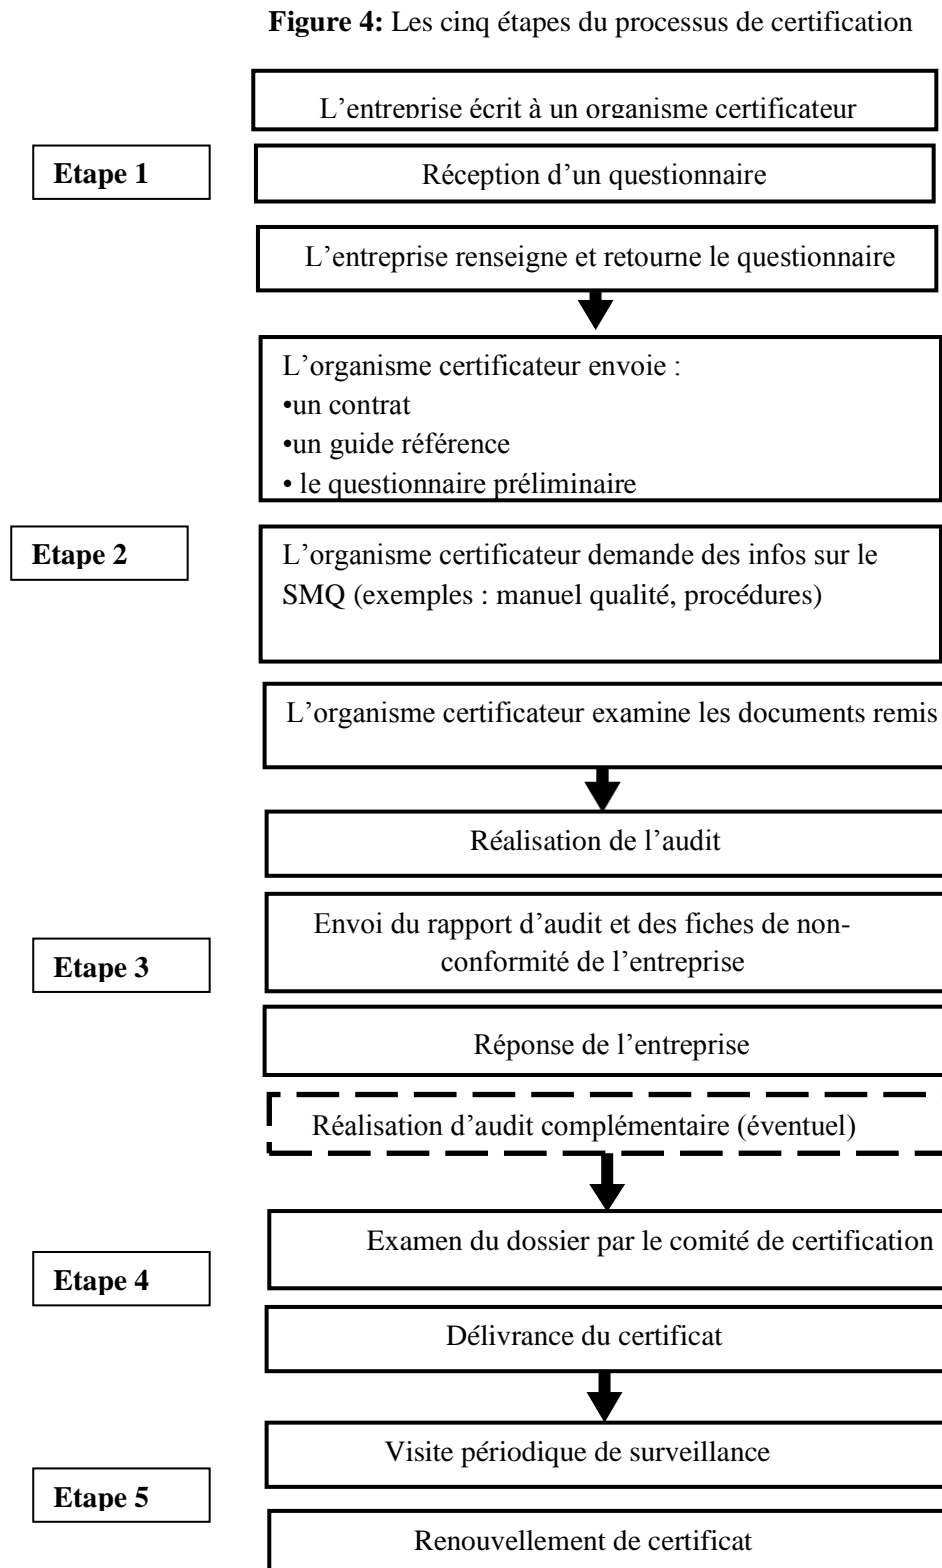 Figure 4: Les cinq étapes du processus de certification
L’entreprise écrit à un organisme certificateur
Etape 1
Réception d’un questionnaire
L’entreprise renseigne et retourne le questionnaire
L’organisme certificateur envoie :
•un contrat
•un guide référence
• le questionnaire préliminaire
Etape 2
L’organisme certificateur demande des infos sur le
SMQ (exemples : manuel qualité, procédures)
L’organisme certificateur examine les documents remis
Réalisation de l’audit
Envoi du rapport d’audit et des fiches de non-
conformité de l’entreprise
Etape 3
Réponse de l’entreprise
Réalisation d’audit complémentaire (éventuel)
Examen du dossier par le comité de certification
Etape 4
Délivrance du certificat
Visite périodique de surveillance
Etape 5
Renouvellement de certificat